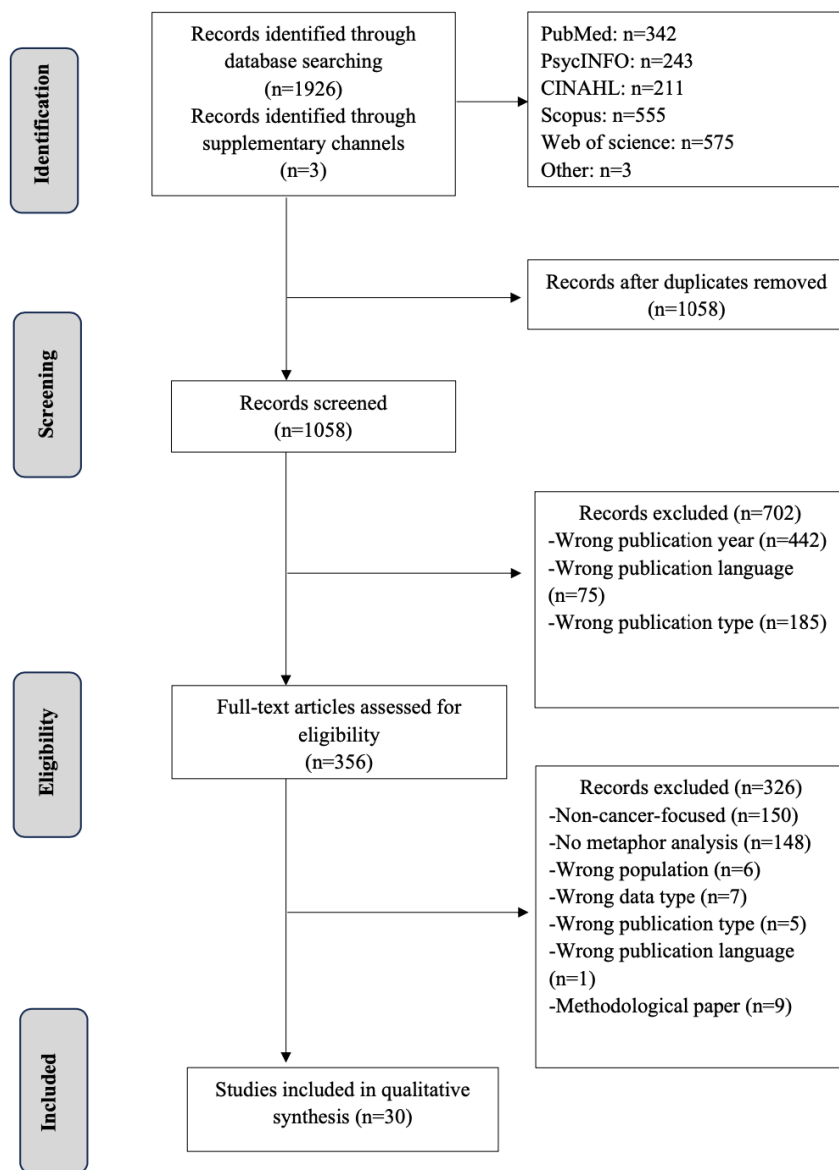 Identification
Records identified through
database searching
(n=1926)
Records identified through
supplementary channels
(n=3)
PubMed: n=342
PsycINFO: n=243
CINAHL: n=211
Scopus: n=555
Web of science: n=575
Other: n=3
Records after duplicates removed
(n=1058)
Screening
Records screened
(n=1058)
Records excluded (n=702)
-Wrong publication year (n=442)
-Wrong publication language
(n=75)
-Wrong publication type (n=185)
Eligibility
Full-text articles assessed for
eligibility
(n=356)
Records excluded (n=326)
-Non-cancer-focused (n=150)
-No metaphor analysis (n=148)
-Wrong population (n=6)
-Wrong data type (n=7)
-Wrong publication type (n=5)
-Wrong publication language
(n=1)
-Methodological paper (n=9)
Included
Studies included in qualitative
synthesis (n=30)